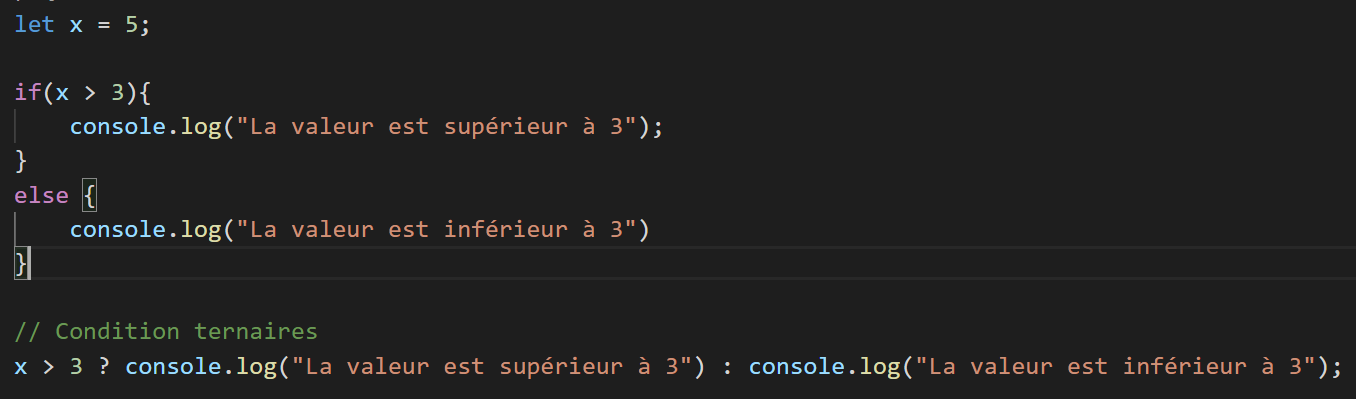 let x = 5;
if(x > 3){
console.log("La valeur est supérieur à 3");
}
else {
console.log("La valeur est inférieur à 3")
}
// Condition ternaires
x > 3 ? console.log("La valeur est supérieur à 3") : console.log("La valeur est inférieur à 3");